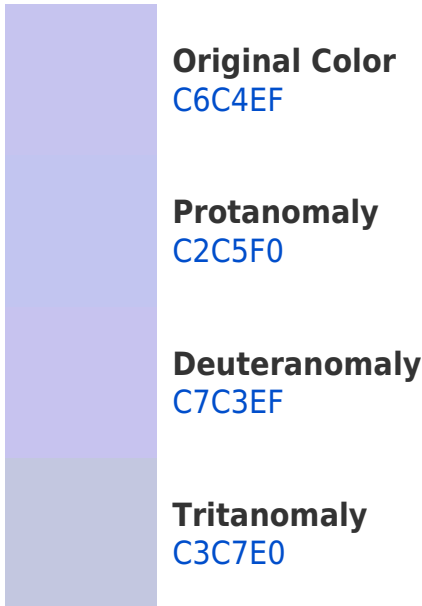 Original Color
C6C4EF
Protanomaly
C2C5F0
Deuteranomaly
C7C3EF
Tritanomaly
C3C7E0